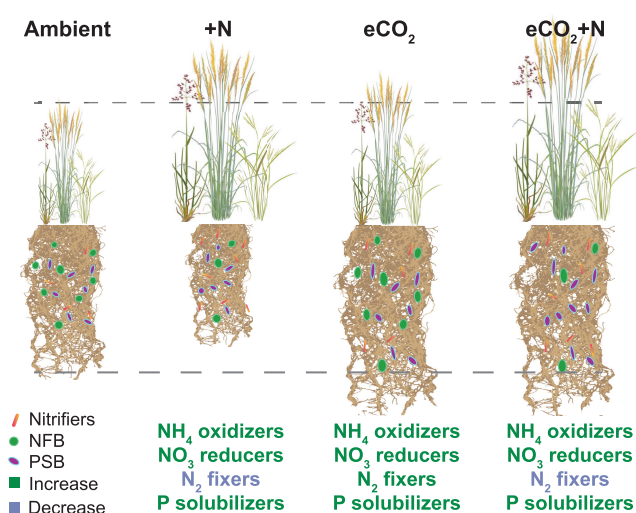 Ambient
+N
eCO₂
eCO₂+N
Nitrifiers
NFB
PSB
Increase
Decrease
NH₄ oxidizers
NO₃ reducers
N₂ fixers
P solubilizers
NH₄ oxidizers
NO₃ reducers
N₂ fixers
P solubilizers
NH₄ oxidizers
NO₃ reducers
N₂ fixers
P solubilizers